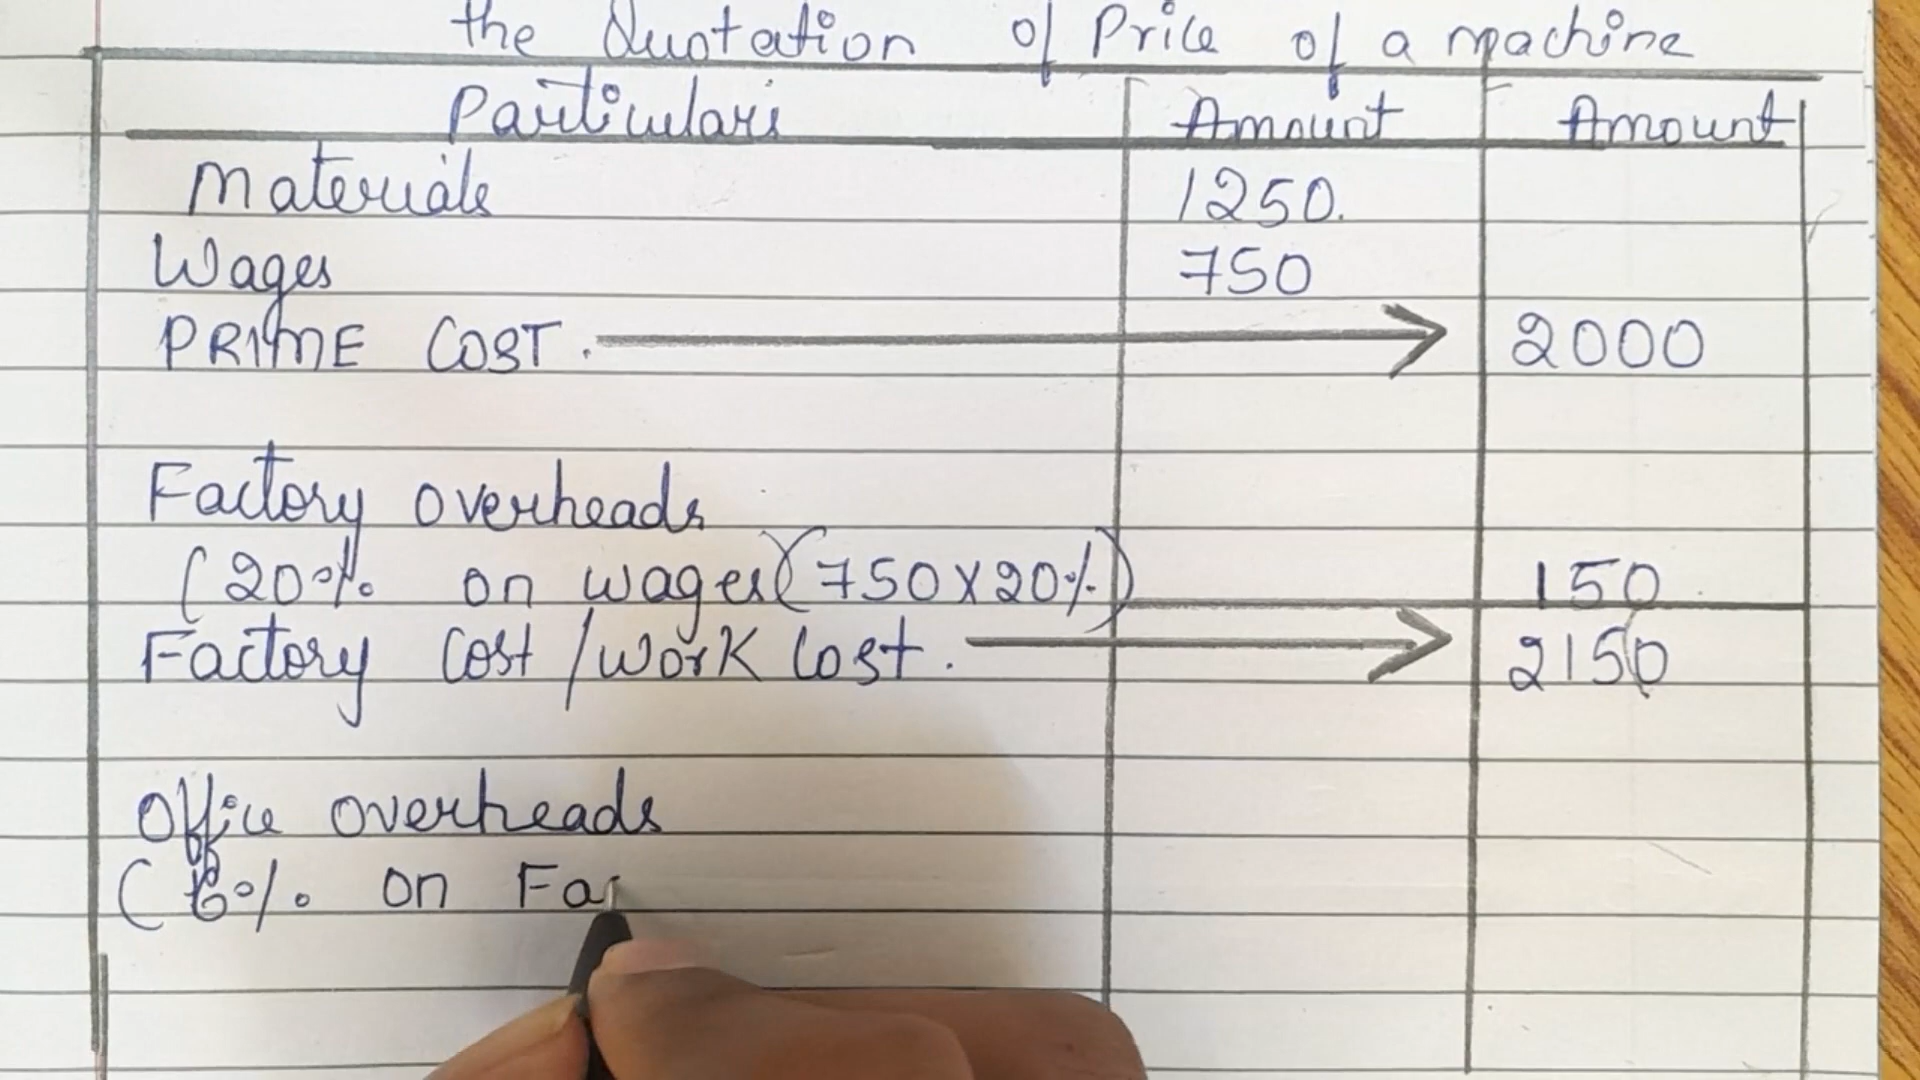 the Quotation of Price of a machine
Particulars Amount Amount
Materials 1250.
Wages 750
PRIME COST. 2000
Factory overheads
(20% on wages (750x20%) 150
Factory Cost / Work Cost. 2150
Office overheads
(6% on Fa